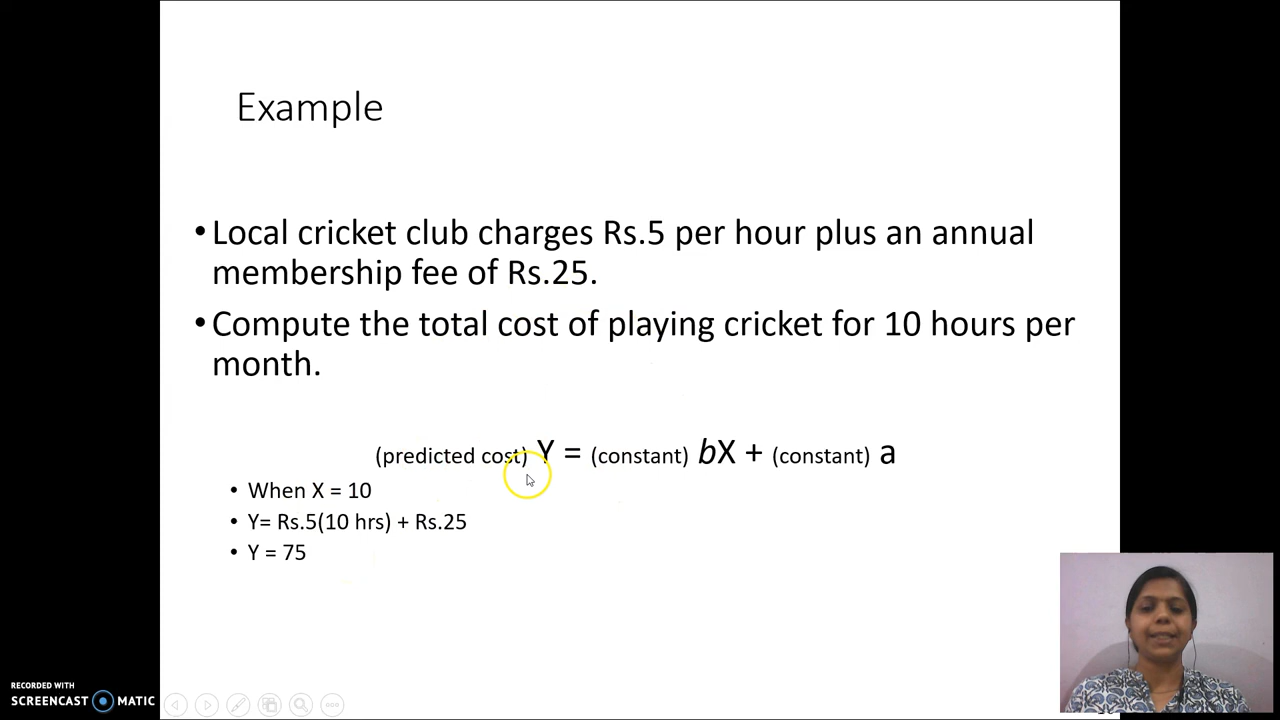 Example
•Local cricket club charges Rs.5 per hour plus an annual
membership fee of Rs.25.
•Compute the total cost of playing cricket for 10 hours per
month.
(predicted cost) Y = (constant) bX + (constant) a
• When X = 10
• Y= Rs.5(10 hrs) + Rs.25
• Y = 75
RECORDED WITH
SCREENCAST MATIC